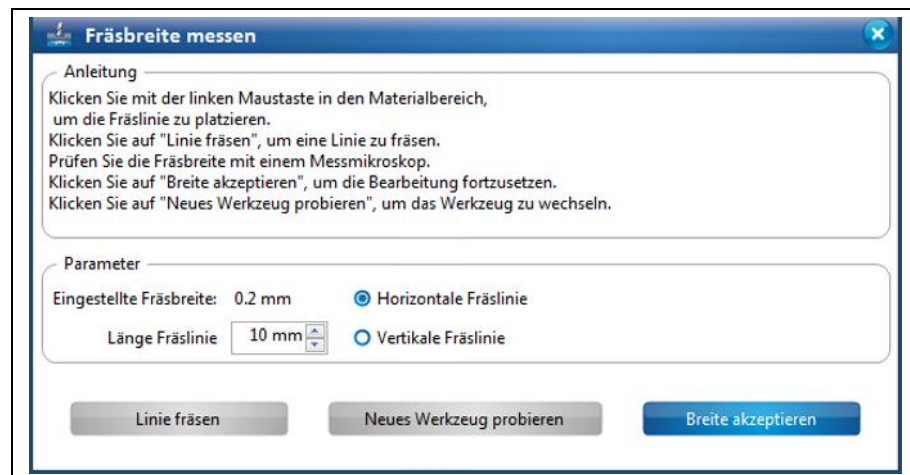 Fräsbreite messen
Anleitung
Klicken Sie mit der linken Maustaste in den Materialbereich,
um die Fräslinie zu platzieren.
Klicken Sie auf "Linie fräsen", um eine Linie zu fräsen.
Prüfen Sie die Fräsbreite mit einem Messmikroskop.
Klicken Sie auf "Breite akzeptieren", um die Bearbeitung fortzusetzen.
Klicken Sie auf "Neues Werkzeug probieren", um das Werkzeug zu wechseln.
Parameter
Eingestellte Fräsbreite: 0.2 mm Horizontale Fräslinie
Länge Fräslinie 10 mm Vertikale Fräslinie
Linie fräsen Neues Werkzeug probieren Breite akzeptieren